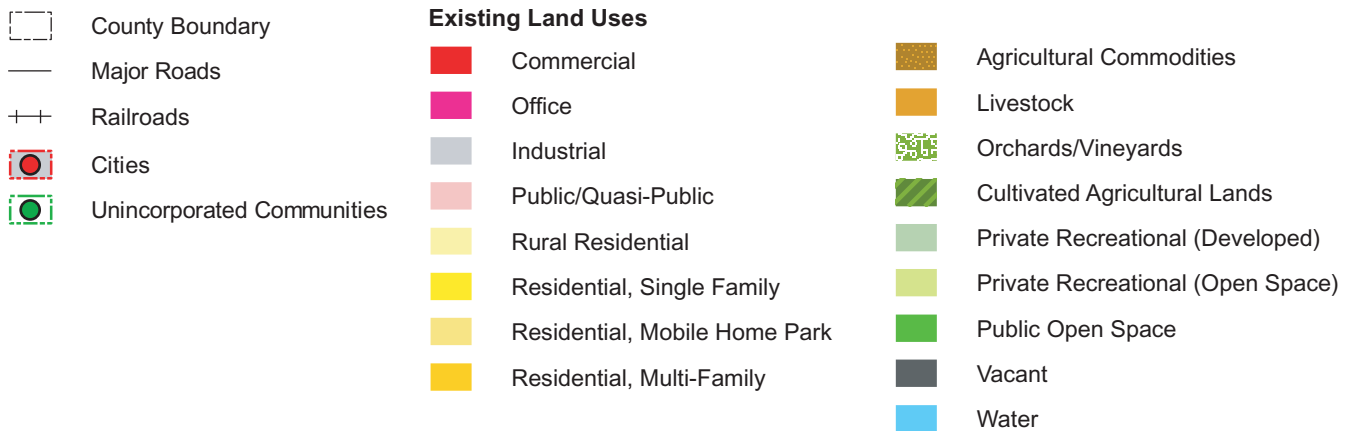 County Boundary
Major Roads
Railroads
Cities
Unincorporated Communities
Existing Land Uses
Commercial
Office
Industrial
Public/Quasi-Public
Rural Residential
Residential, Single Family
Residential, Mobile Home Park
Residential, Multi-Family
Agricultural Commodities
Livestock
Orchards/Vineyards
Cultivated Agricultural Lands
Private Recreational (Developed)
Private Recreational (Open Space)
Public Open Space
Vacant
Water